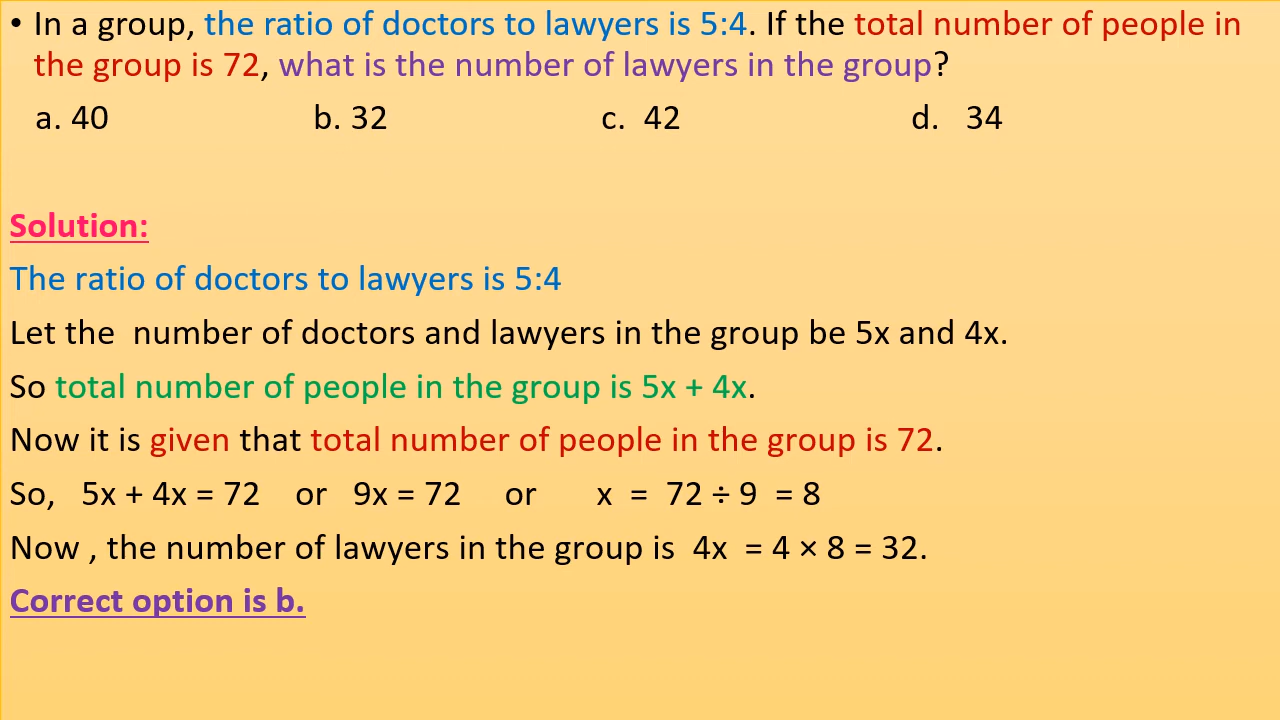 • In a group, the ratio of doctors to lawyers is 5:4. If the total number of people in
the group is 72, what is the number of lawyers in the group?
a. 40 b. 32 c. 42 d. 34
Solution:
The ratio of doctors to lawyers is 5:4
Let the number of doctors and lawyers in the group be 5x and 4x.
So total number of people in the group is 5x + 4x.
Now it is given that total number of people in the group is 72.
So, 5x + 4x = 72 or 9x = 72 or x = 72 ÷ 9 = 8
Now , the number of lawyers in the group is 4x = 4 × 8 = 32.
Correct option is b.